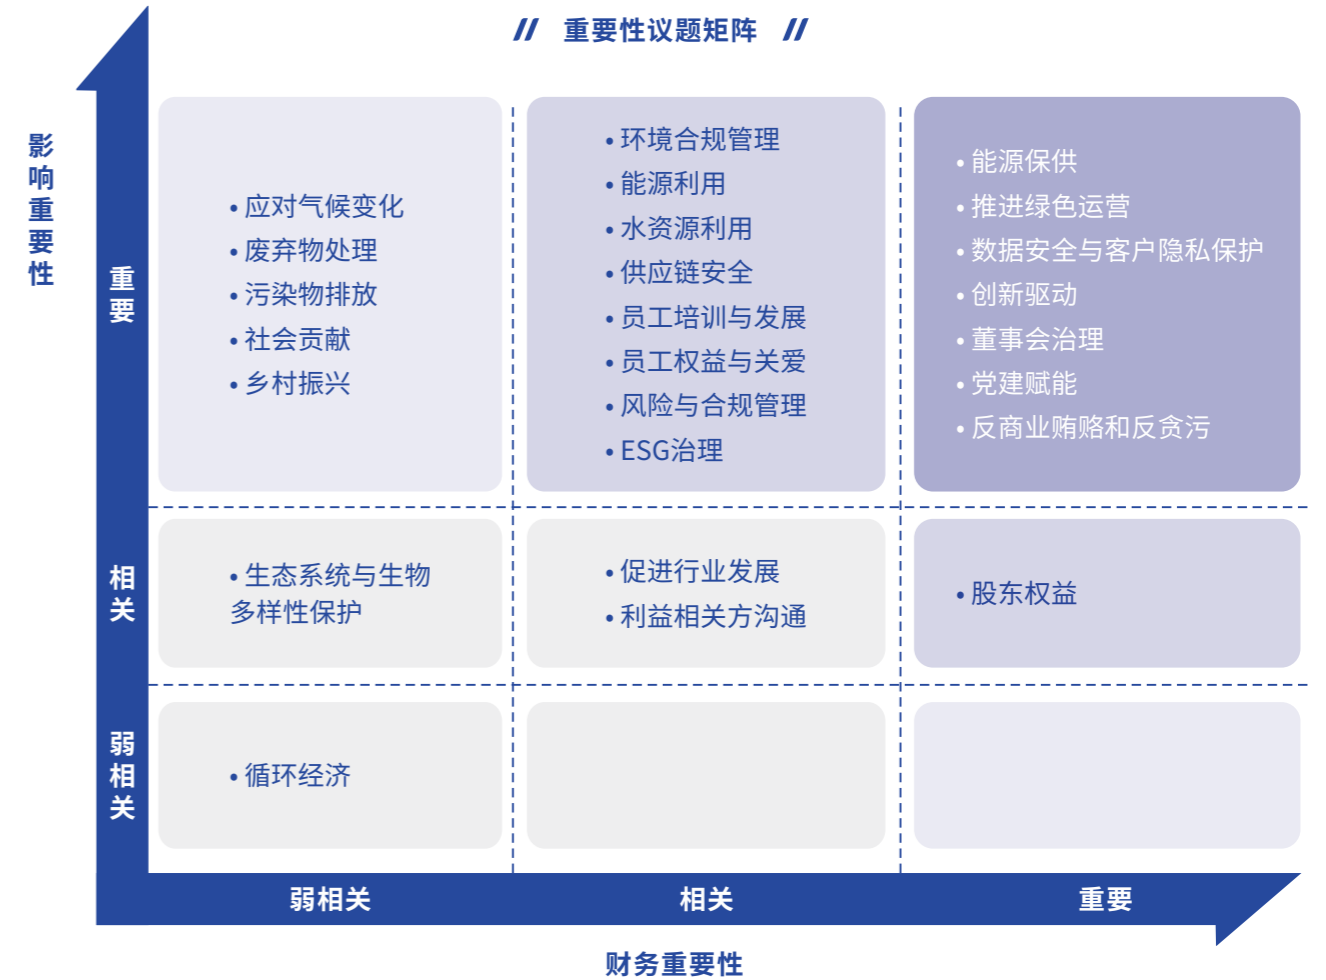 重要性议题矩阵
影响重要性
重要
• 应对气候变化
• 废弃物处理
• 污染物排放
• 社会贡献
• 乡村振兴
• 环境合规管理
• 能源利用
• 水资源利用
• 供应链安全
• 员工培训与发展
• 员工权益与关爱
• 风险与合规管理
• ESG治理
• 能源保供
• 推进绿色运营
• 数据安全与客户隐私保护
• 创新驱动
• 董事会治理
• 党建赋能
• 反商业贿赂和反贪污
相关
• 生态系统与生物
多样性保护
• 促进行业发展
• 利益相关方沟通
• 股东权益
弱相关
• 循环经济
弱相关
相关
重要
财务重要性